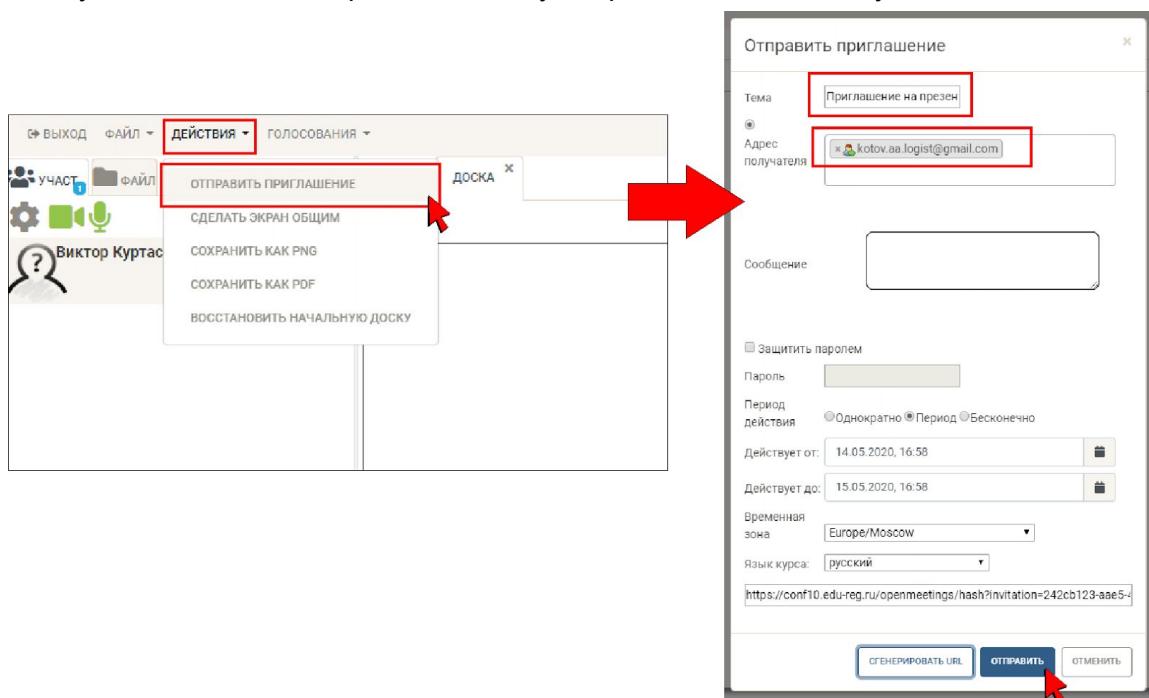 ВЫХОД ФАЙЛ ДЕЙСТВИЯ ГОЛОСОВАНИЯ
УЧАСТ 1 ФАЙЛ ДОСКА ×
Виктор Куртас
ОТПРАВИТЬ ПРИГЛАШЕНИЕ
СДЕЛАТЬ ЭКРАН ОБЩИМ
СОХРАНИТЬ КАК PNG
СОХРАНИТЬ КАК PDF
ВОССТАНОВИТЬ НАЧАЛЬНУЮ ДОСКУ
Отправить приглашение ×
Тема Приглашение на презен
Адрес
получателя × kotov.aa.logist@gmail.com
Сообщение
Защитить паролем
Пароль
Период
действия Однократно Период Бесконечно
Действует от: 14.05.2020, 16:58
Действует до: 15.05.2020, 16:58
Временная
зона Europe/Moscow
Язык курса: русский
https://conf10.edu-reg.ru/openmeetings/hash?invitation=242cb123-aae5-4
СГЕНЕРИРОВАТЬ URL ОТПРАВИТЬ ОТМЕНИТЬ